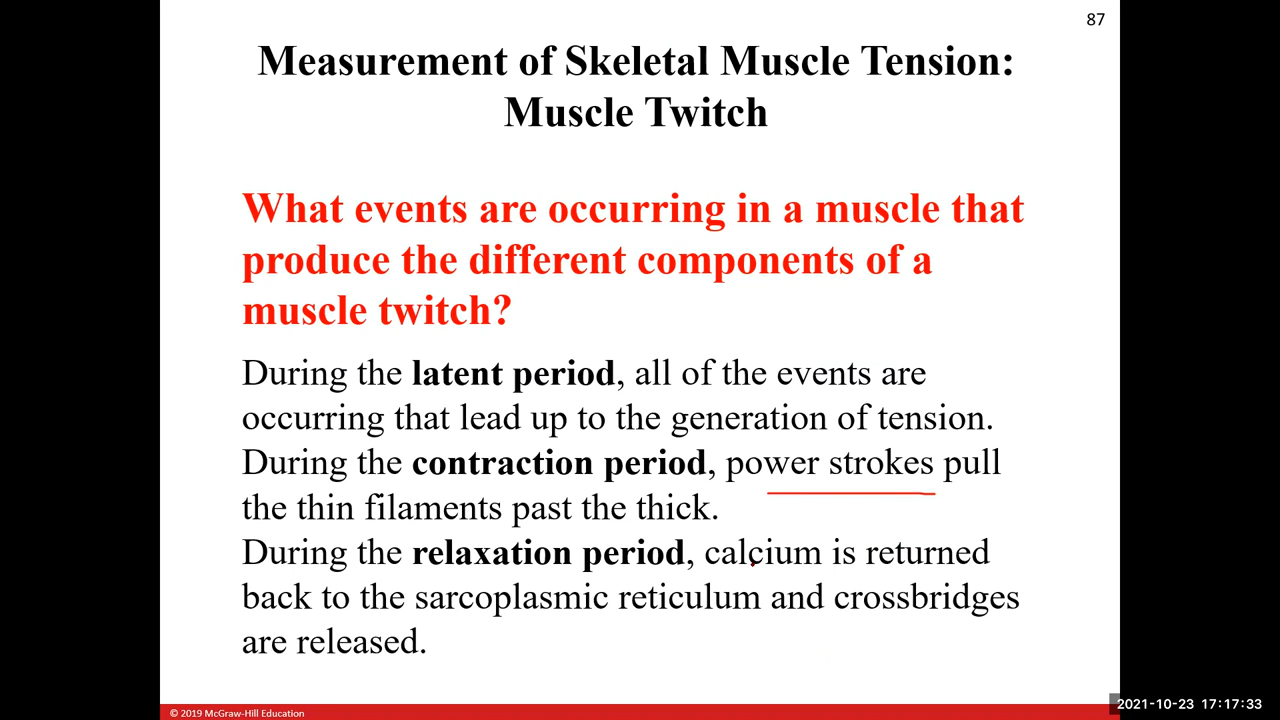 87
Measurement of Skeletal Muscle Tension:
Muscle Twitch
What events are occurring in a muscle that
produce the different components of a
muscle twitch?
During the latent period, all of the events are
occurring that lead up to the generation of tension.
During the contraction period, power strokes pull
the thin filaments past the thick.
During the relaxation period, calcium is returned
back to the sarcoplasmic reticulum and crossbridges
are released.
© 2019 McGraw-Hill Education
2021-10-23 17:17:33